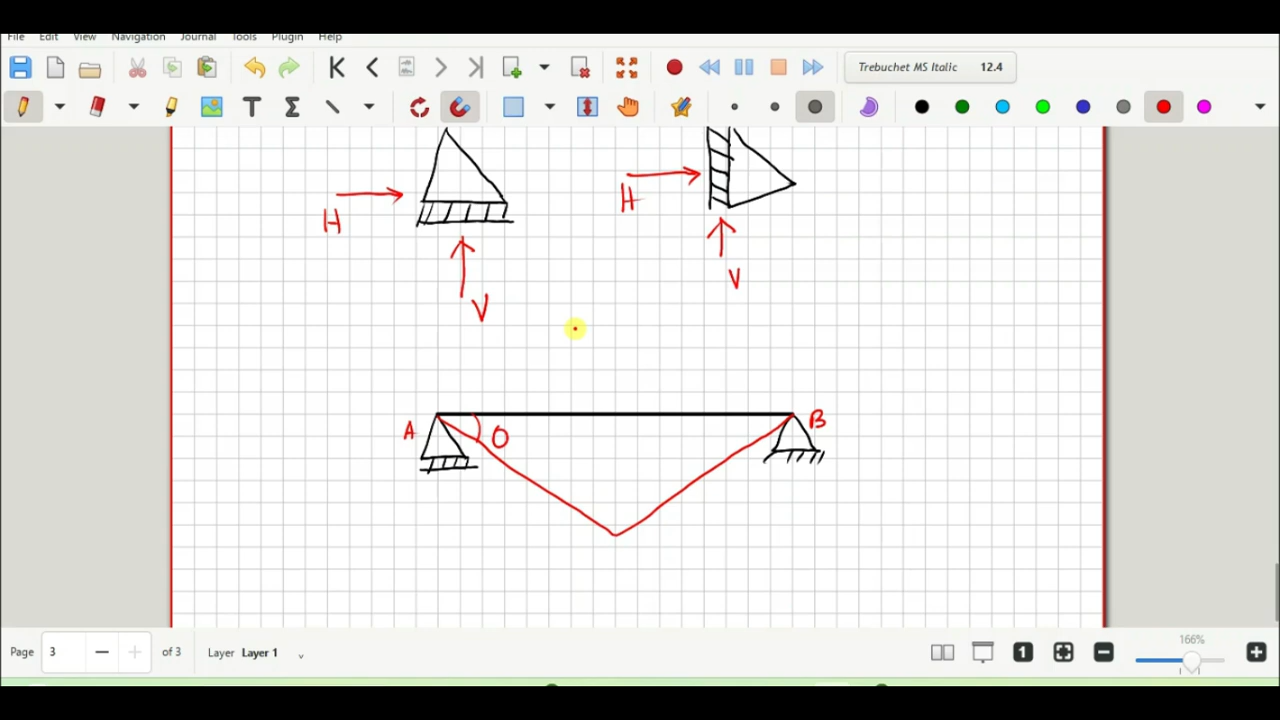 File Edit View Navigation Journal Tools Plugin Help
Trebuchet MS Italic 12.4
H
V
H
V
A
O
B
Page 3 of 3 Layer Layer 1
166%